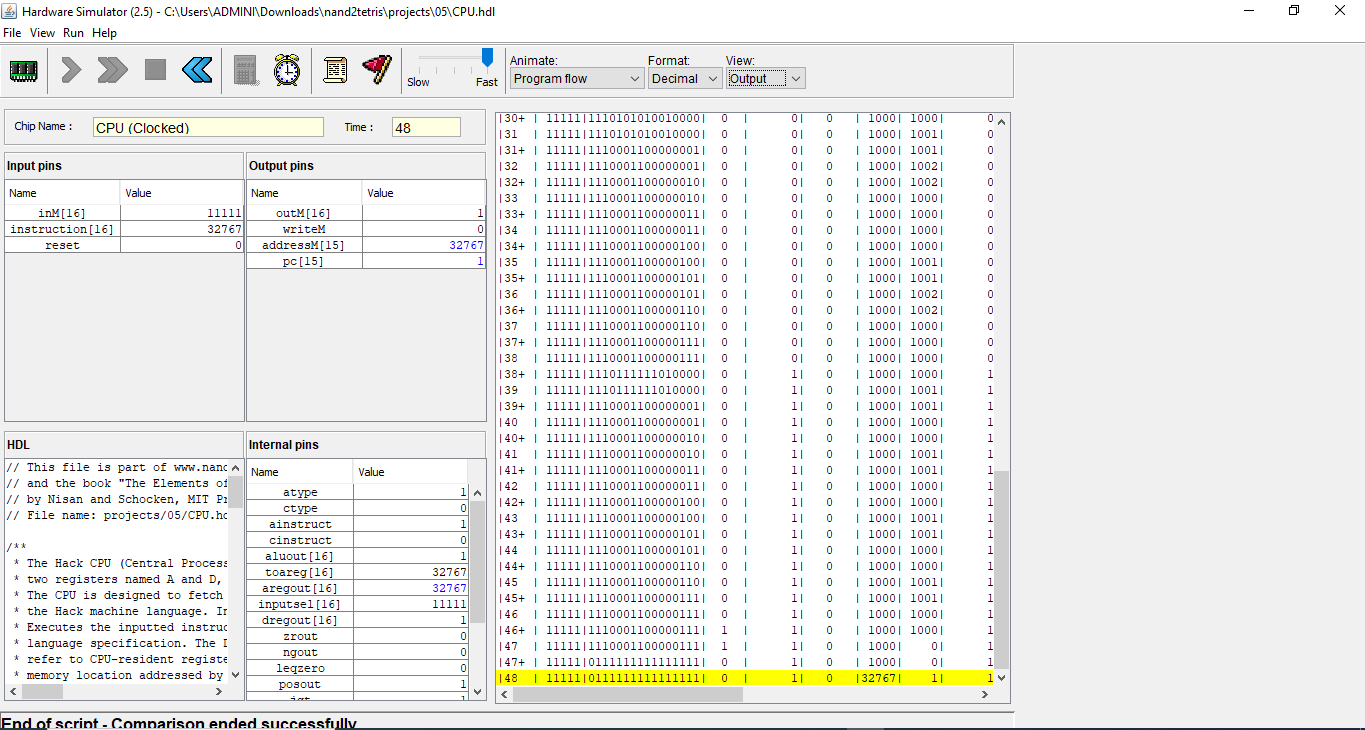 Hardware Simulator (2.5) - C:\Users\ADMINI\Downloads\nand2tetris\projects\05\CPU.hdl
File View Run Help
Slow Fast
Animate: Format: View:
Program flow Decimal Output
Chip Name : CPU (Clocked) Time : 48
Input pins
Name Value
inM[16] 11111
instruction[16] 32767
reset 0
Output pins
Name Value
outM[16] 1
writeM 0
addressM[15] 32767
pc[15] 1
HDL
// This file is part of www.nand
// and the book "The Elements of
// by Nisan and Schocken, MIT Pr
// File name: projects/05/CPU.hd
/**
* The Hack CPU (Central Process
* two registers named A and D,
* The CPU is designed to fetch
* the Hack machine language. In
* Executes the inputted instruc
* language specification. The D
* refer to CPU-resident registe
* memory location addressed by
Internal pins
Name Value
atype 1
ctype 0
ainstruct 1
cinstruct 0
aluout[16] 1
toareg[16] 32767
aregout[16] 32767
inputsel[16] 11111
dregout[16] 1
zrout 0
ngout 0
leqzero 0
posout 1
jgt 1
|30+ | 11111|1110101010010000| 0 | 0| 0 | 1000| 1000| 0
|31 | 11111|1110101010010000| 0 | 0| 0 | 1000| 1001| 0
|31+ | 11111|1110001100000001| 0 | 0| 0 | 1000| 1001| 0
|32 | 11111|1110001100000001| 0 | 0| 0 | 1000| 1002| 0
|32+ | 11111|1110001100000010| 0 | 0| 0 | 1000| 1002| 0
|33 | 11111|1110001100000010| 0 | 0| 0 | 1000| 1000| 0
|33+ | 11111|1110001100000011| 0 | 0| 0 | 1000| 1000| 0
|34 | 11111|1110001100000011| 0 | 0| 0 | 1000| 1000| 0
|34+ | 11111|1110001100000100| 0 | 0| 0 | 1000| 1000| 0
|35 | 11111|1110001100000100| 0 | 0| 0 | 1000| 1001| 0
|35+ | 11111|1110001100000101| 0 | 0| 0 | 1000| 1001| 0
|36 | 11111|1110001100000101| 0 | 0| 0 | 1000| 1002| 0
|36+ | 11111|1110001100000110| 0 | 0| 0 | 1000| 1002| 0
|37 | 11111|1110001100000110| 0 | 0| 0 | 1000| 1000| 0
|37+ | 11111|1110001100000111| 0 | 0| 0 | 1000| 1000| 0
|38 | 11111|1110001100000111| 0 | 0| 0 | 1000| 1000| 0
|38+ | 11111|1110111111010000| 0 | 1| 0 | 1000| 1000| 1
|39 | 11111|1110111111010000| 0 | 1| 0 | 1000| 1001| 1
|39+ | 11111|1110001100000001| 0 | 1| 0 | 1000| 1001| 1
|40 | 11111|1110001100000001| 0 | 1| 0 | 1000| 1000| 1
|40+ | 11111|1110001100000010| 0 | 1| 0 | 1000| 1000| 1
|41 | 11111|1110001100000010| 0 | 1| 0 | 1000| 1001| 1
|41+ | 11111|1110001100000011| 0 | 1| 0 | 1000| 1001| 1
|42 | 11111|1110001100000011| 0 | 1| 0 | 1000| 1000| 1
|42+ | 11111|1110001100000100| 0 | 1| 0 | 1000| 1000| 1
|43 | 11111|1110001100000100| 0 | 1| 0 | 1000| 1001| 1
|43+ | 11111|1110001100000101| 0 | 1| 0 | 1000| 1001| 1
|44 | 11111|1110001100000101| 0 | 1| 0 | 1000| 1000| 1
|44+ | 11111|1110001100000110| 0 | 1| 0 | 1000| 1000| 1
|45 | 11111|1110001100000110| 0 | 1| 0 | 1000| 1001| 1
|45+ | 11111|1110001100000111| 0 | 1| 0 | 1000| 1001| 1
|46 | 11111|1110001100000111| 0 | 1| 0 | 1000| 1000| 1
|46+ | 11111|1110001100000111| 1 | 1| 0 | 1000| 1000| 1
|47 | 11111|1110001100000111| 1 | 1| 0 | 1000| 0| 1
|47+ | 11111|0111111111111111| 0 | 1| 0 | 1000| 0| 1
|48 | 11111|0111111111111111| 0 | 1| 0 |32767| 1| 1
End of script - Comparison ended successfully